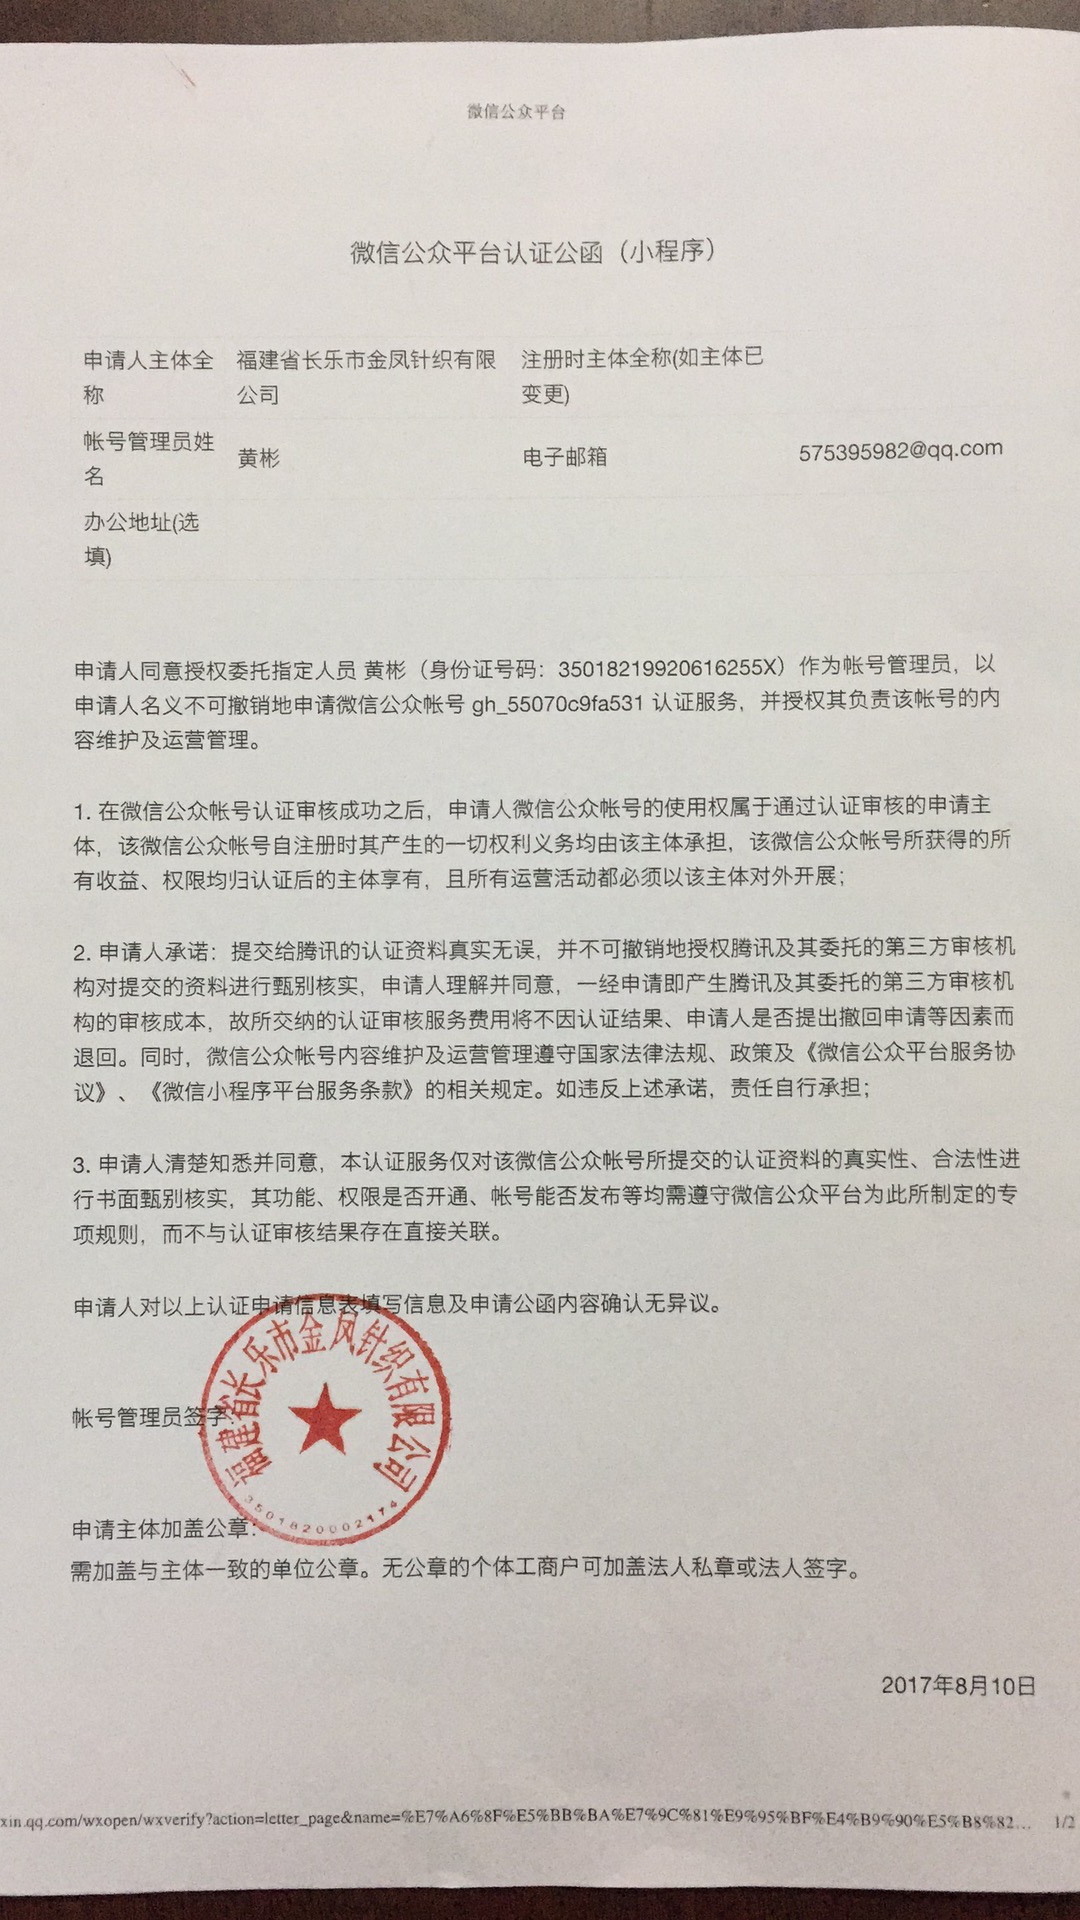 微信公众平台
微信公众平台认证公函（小程序）
申请人主体全称 福建省长乐市金凤针织有限公司 注册时主体全称(如主体已变更)
帐号管理员姓名 黄彬 电子邮箱 575395982@qq.com
办公地址(选填)
申请人同意授权委托指定人员 黄彬（身份证号码：35018219920616255X）作为帐号管理员，以
申请人名义不可撤销地申请微信公众帐号 gh_55070c9fa531 认证服务，并授权其负责该帐号的内
容维护及运营管理。
1. 在微信公众帐号认证审核成功之后，申请人微信公众帐号的使用权属于通过认证审核的申请主
体，该微信公众帐号自注册时其产生的一切权利义务均由该主体承担，该微信公众帐号所获得的所
有收益、权限均归认证后的主体享有，且所有运营活动都必须以该主体对外开展；
2. 申请人承诺：提交给腾讯的认证资料真实无误，并不可撤销地授权腾讯及其委托的第三方审核机
构对提交的资料进行甄别核实，申请人理解并同意，一经申请即产生腾讯及其委托的第三方审核机
构的审核成本，故所交纳的认证审核服务费用将不因认证结果、申请人是否提出撤回申请等因素而
退回。同时，微信公众帐号内容维护及运营管理遵守国家法律法规、政策及《微信公众平台服务协
议》、《微信小程序平台服务条款》的相关规定。如违反上述承诺，责任自行承担；
3. 申请人清楚知悉并同意，本认证服务仅对该微信公众帐号所提交的认证资料的真实性、合法性进
行书面甄别核实，其功能、权限是否开通、帐号能否发布等均需遵守微信公众平台为此所制定的专
项规则，而不与认证审核结果存在直接关联。
申请人对以上认证申请信息表填写信息及申请公函内容确认无异议。
福建省长乐市金凤针织有限公司
3501820002174
帐号管理员签字:
申请主体加盖公章:
需加盖与主体一致的单位公章。无公章的个体工商户可加盖法人私章或法人签字。
2017年8月10日
xin.qq.com/wxopen/wxverify?action=letter_page&name=%E7%A6%8F%E5%BB%BA%E7%9C%81%E9%95%BF%E4%B9%90%E5%B8%82... 1/2